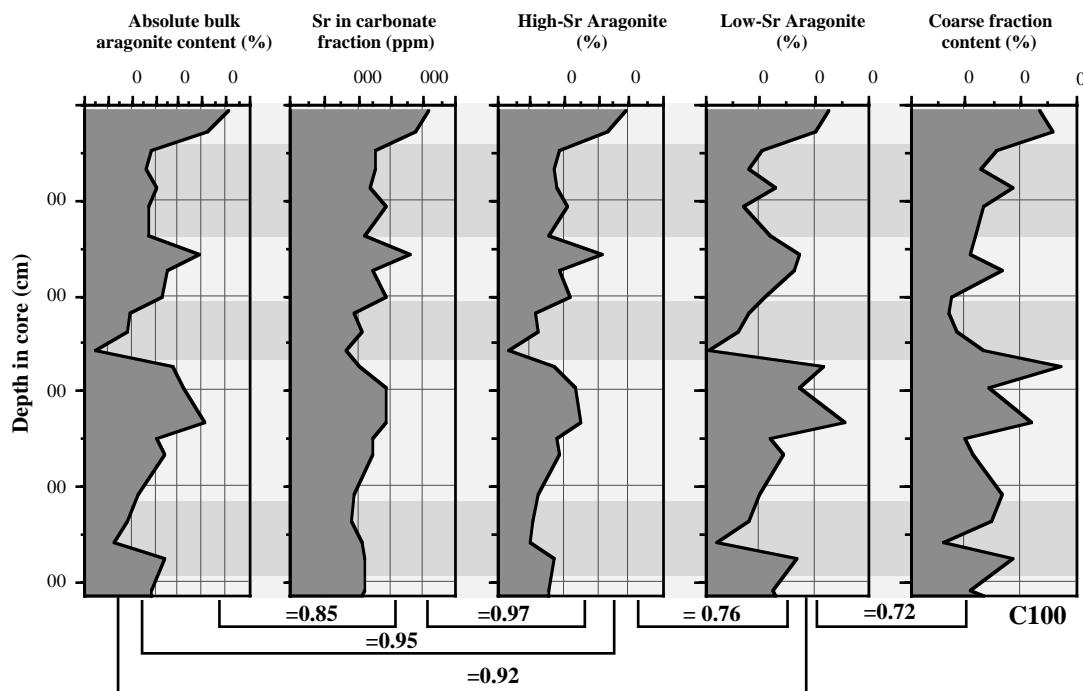 Absolute bulk
aragonite content (%)
Sr in carbonate
fraction (ppm)
High-Sr Aragonite
(%)
Low-Sr Aragonite
(%)
Coarse fraction
content (%)
0 0 0
000 000
0 0
0 0 0
0 0 0
Depth in core (cm)
00
00
00
00
00
=0.85
=0.97
= 0.76
=0.72
C100
=0.95
=0.92